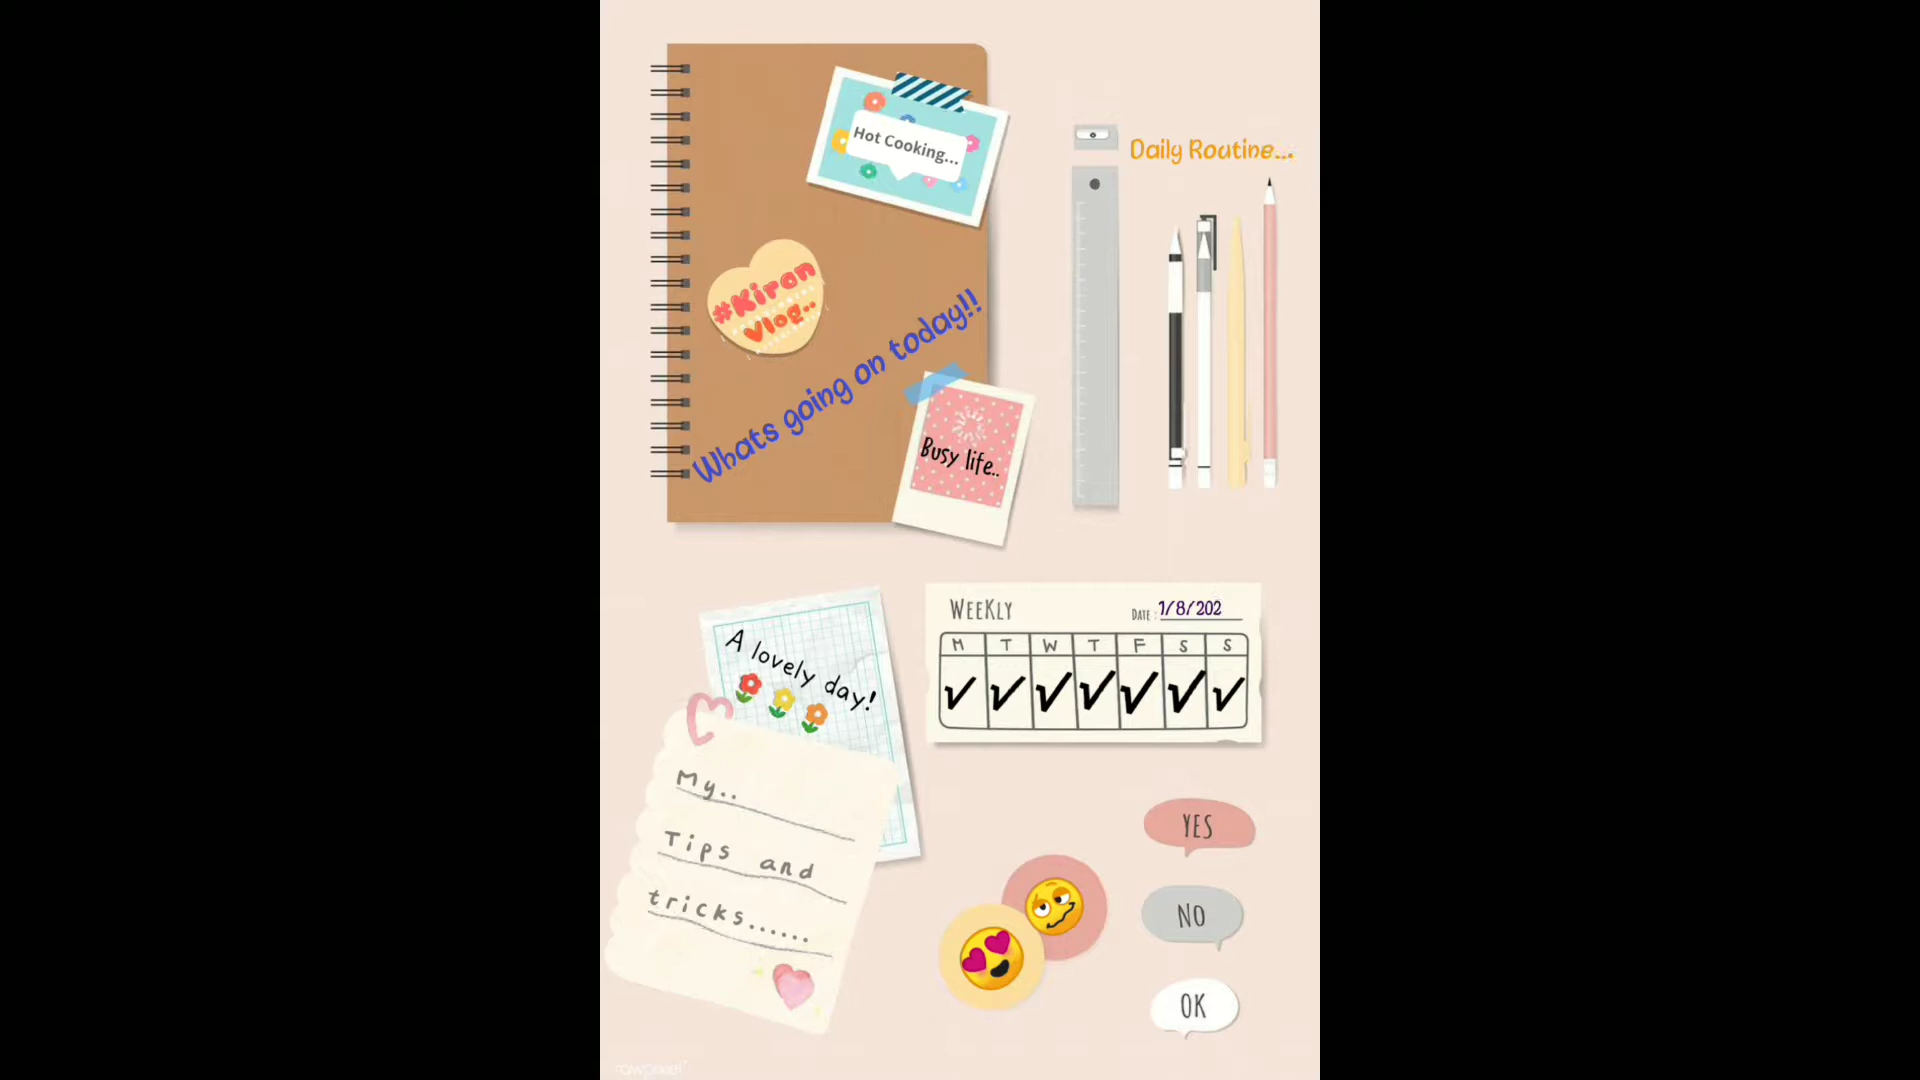 Hot Cooking...
Daily Routine...
#Kiran
Vlog..
Whats going on today!!
Busy life..
WEEKLY
DATE: 1/8/202
M T W T F S S
A lovely day!
My..
Tips and
tricks......
YES
NO
OK
rawpixel